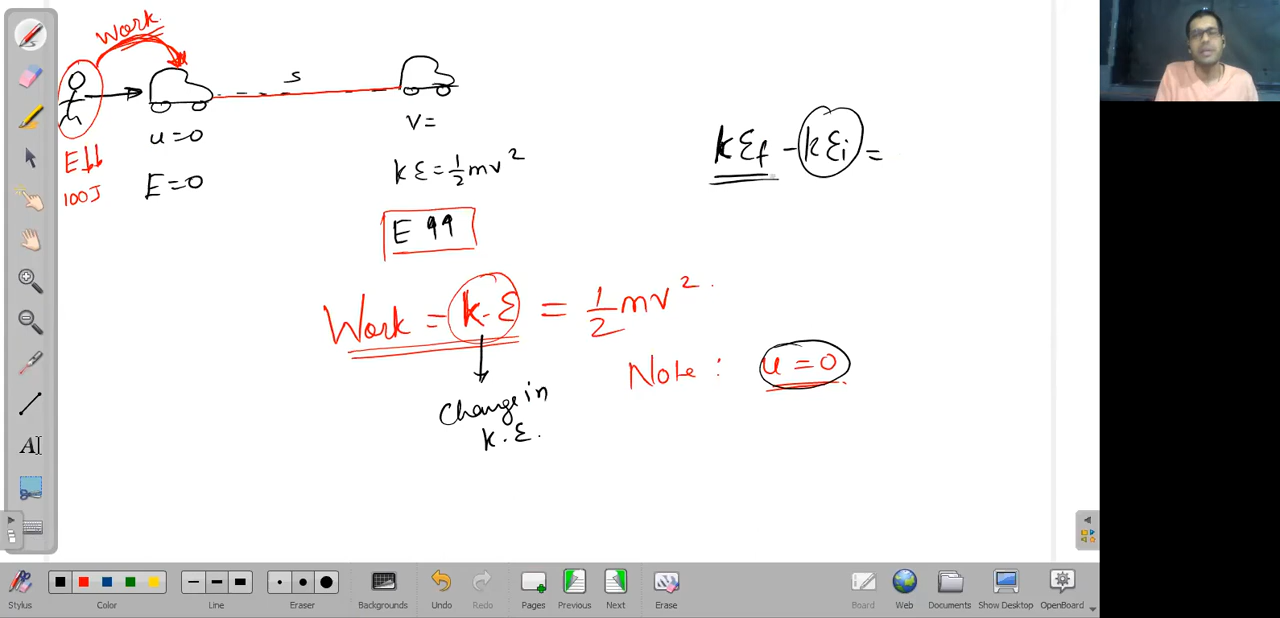 Work.
S
u=0
V=
E↓↓
100J
E=0
kE=½mv²
E ↑↑
kEf - kEi =
Work = k.E = ½mv².
Note: u=0
Change in
k.E.
A
Stylus
Color
Line
Eraser
Backgrounds
Undo
Redo
Pages
Previous
Next
Erase
Board
Web
Documents
Show Desktop
OpenBoard